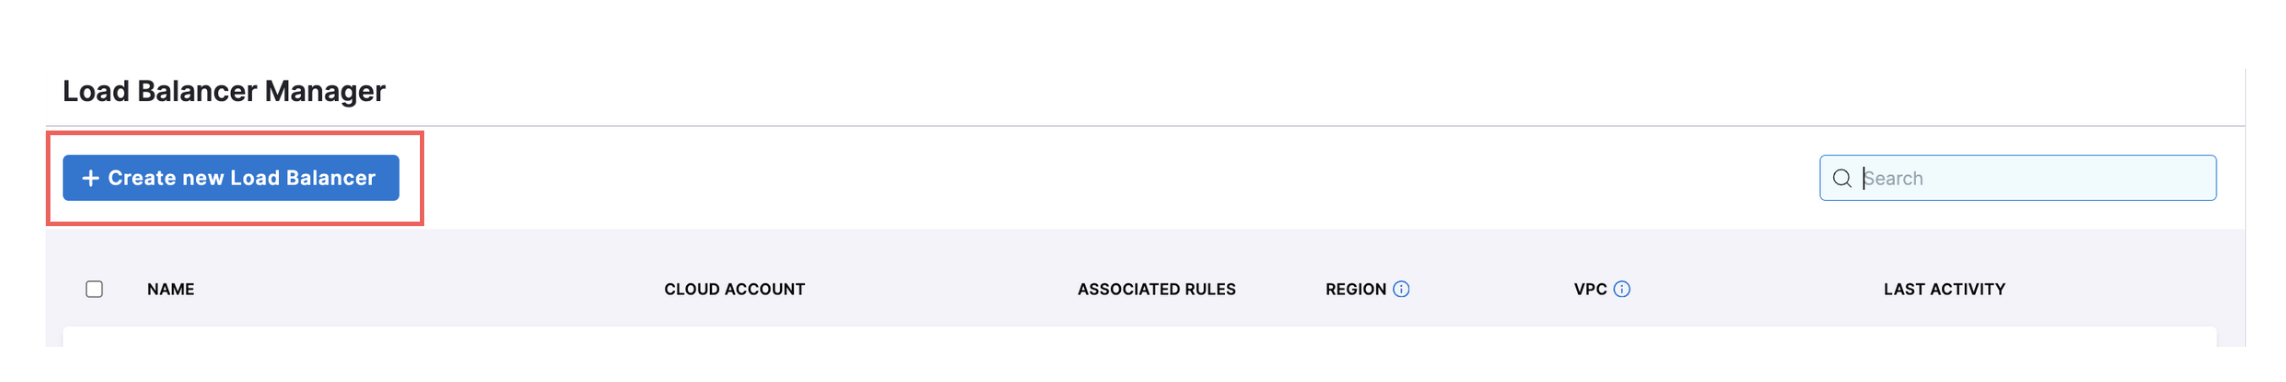 Load Balancer Manager
+ Create new Load Balancer
Search
NAME CLOUD ACCOUNT ASSOCIATED RULES REGION VPC LAST ACTIVITY